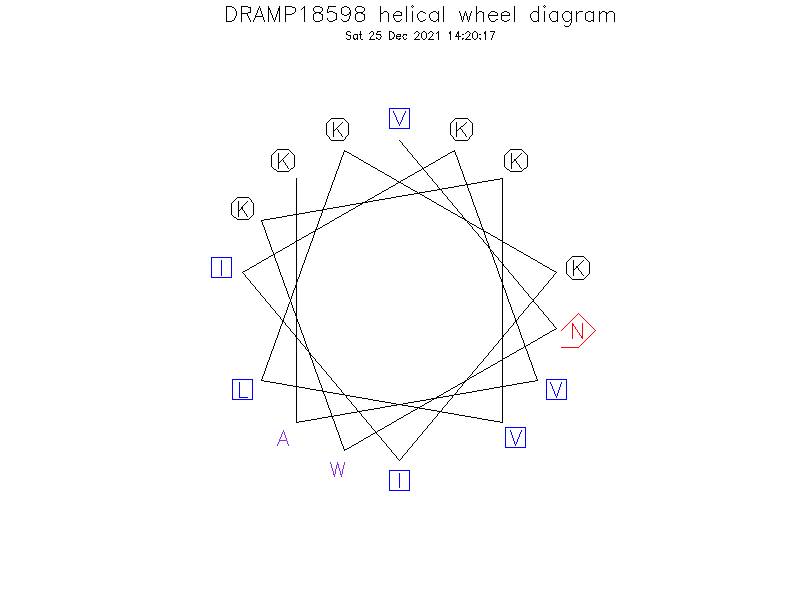 DRAMP18598 helical wheel diagram
Sat 25 Dec 2021 14:20:17
V
K K
K K
K
I K
N
L V
A V
W
I